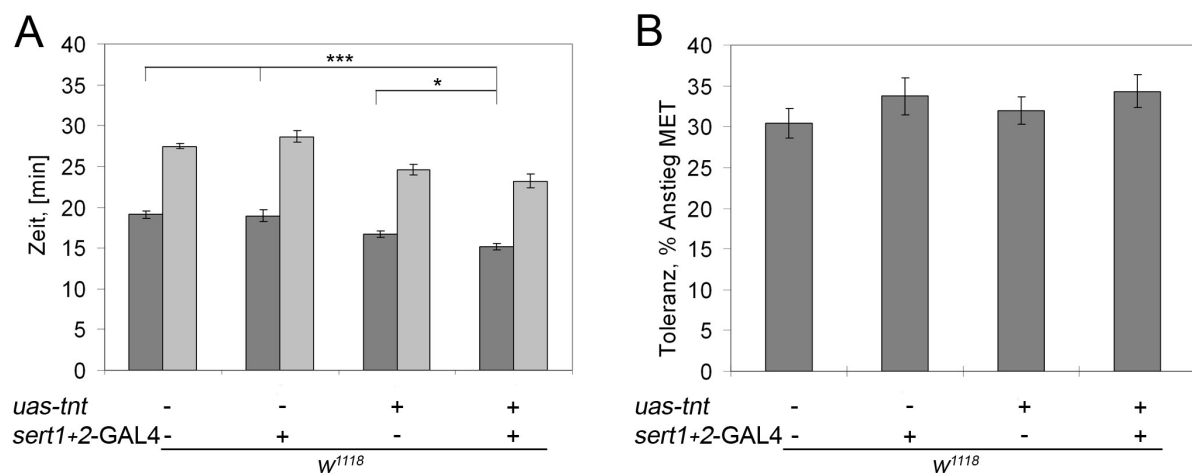 A
40
35
30
25
20
15
10
5
0
Zeit, [min]
***
*
uas-tnt - - + +
sert1+2-GAL4 - + - +
w1118
B
40
35
30
25
20
15
10
5
0
Toleranz, % Anstieg MET
uas-tnt - - + +
sert1+2-GAL4 - + - +
w1118